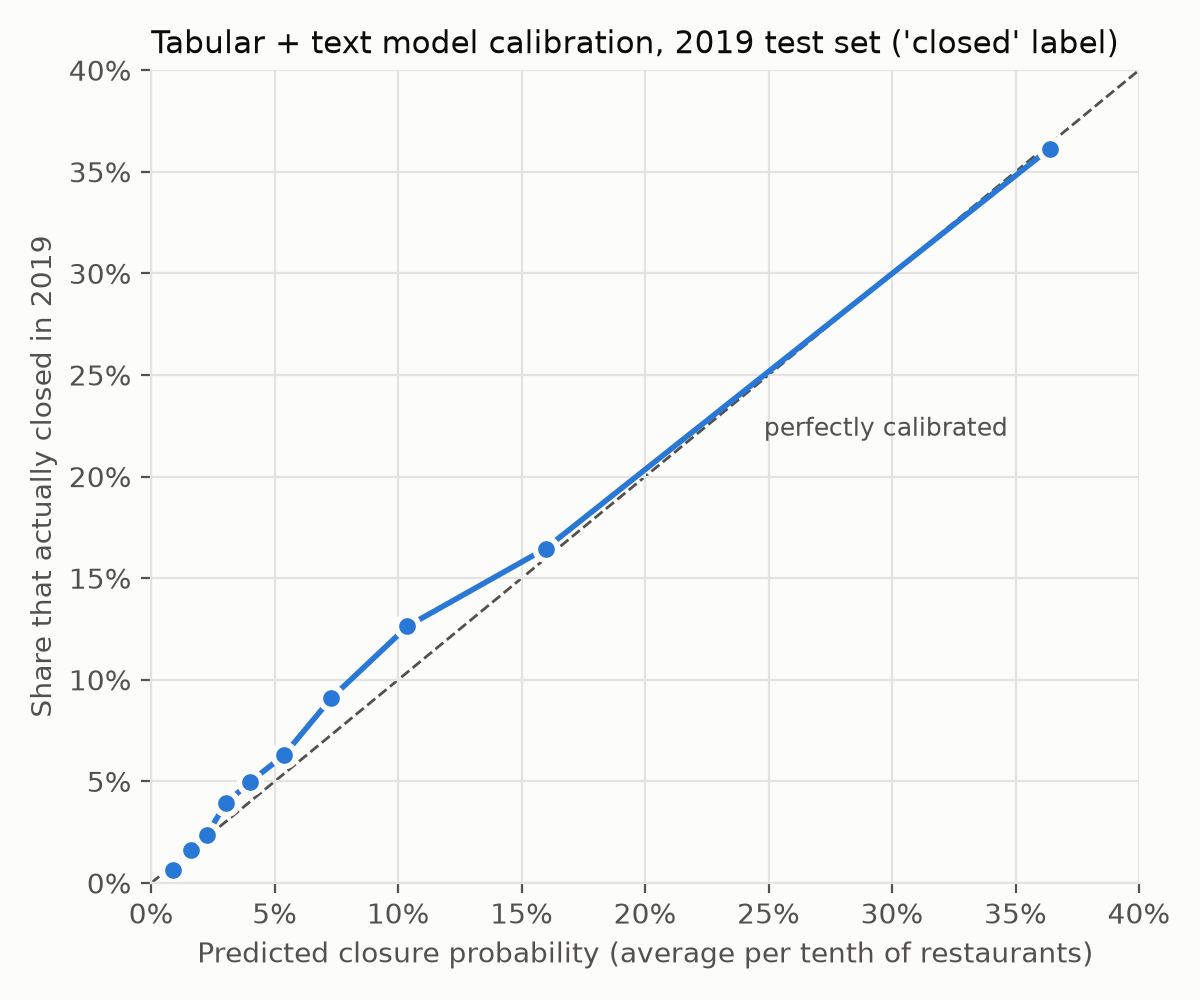 Tabular + text model calibration, 2019 test set ('closed' label)
40%
35%
30%
25%
20%
15%
10%
5%
0%
Share that actually closed in 2019
perfectly calibrated
0% 5% 10% 15% 20% 25% 30% 35% 40%
Predicted closure probability (average per tenth of restaurants)